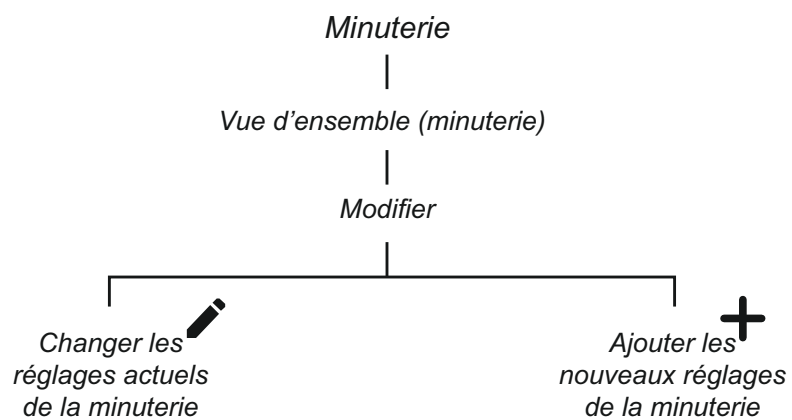 Minuterie
Vue d’ensemble (minuterie)
Modifier
Changer les
réglages actuels
de la minuterie
Ajouter les
nouveaux réglages
de la minuterie